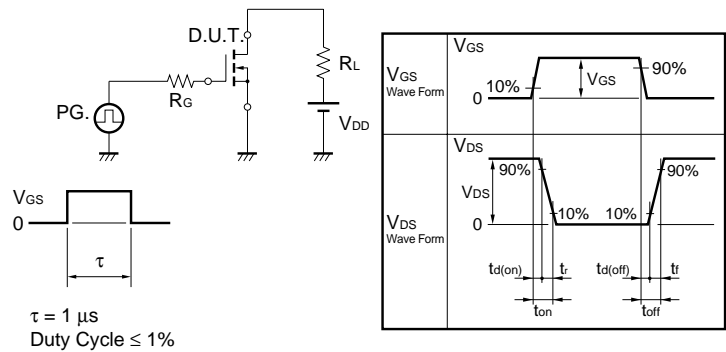 D.U.T.
RL
RG
PG.
VDD
VGS
0
τ
τ = 1 μs
Duty Cycle ≤ 1%
VGS
Wave Form
VGS
10%
0
VGS
90%
VDS
Wave Form
VDS
90%
VDS
90%
10%
10%
0
td(on)
tr
td(off)
tf
ton
toff